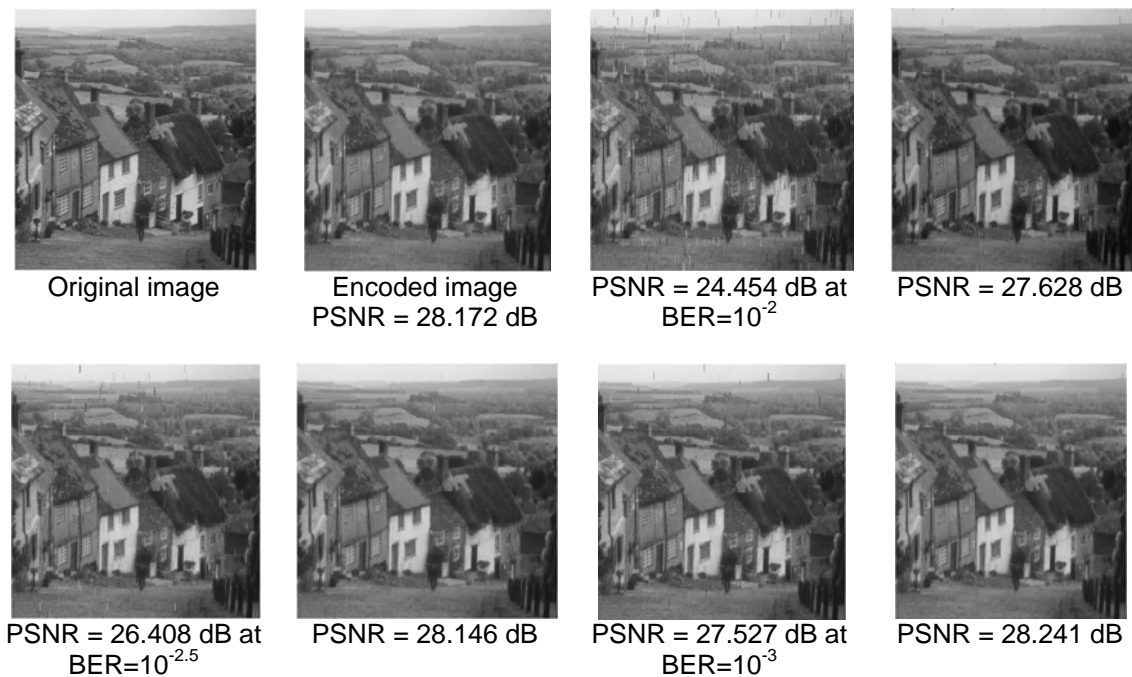 Original image
Encoded image
PSNR = 28.172 dB
PSNR = 24.454 dB at
BER=10^-2
PSNR = 27.628 dB
PSNR = 26.408 dB at
BER=10^-2.5
PSNR = 28.146 dB
PSNR = 27.527 dB at
BER=10^-3
PSNR = 28.241 dB